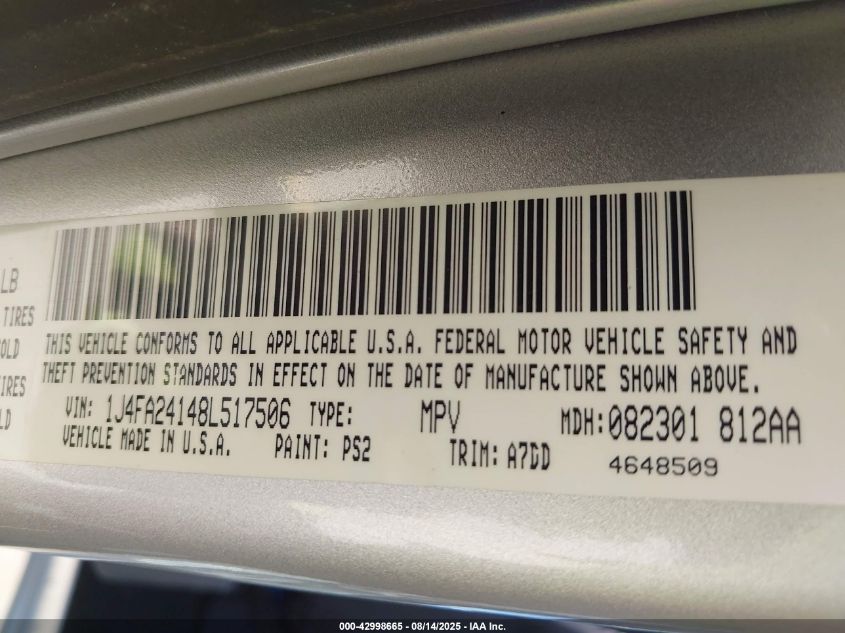 LB
TIRES
OLD
IRES
LD
THIS VEHICLE CONFORMS TO ALL APPLICABLE U.S.A. FEDERAL MOTOR VEHICLE SAFETY AND
THEFT PREVENTION STANDARDS IN EFFECT ON THE DATE OF MANUFACTURE SHOWN ABOVE.
VIN: 1J4FA24148L517506 TYPE: MPV MDH:082301 812AA
VEHICLE MADE IN U.S.A. PAINT: PS2 TRIM: A7DD 4648509
000-42998665 - 08/14/2025 - IAA Inc.